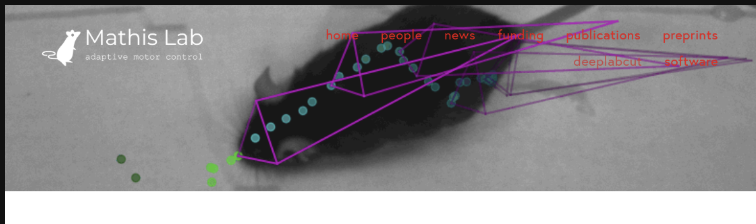 Mathis Lab
adaptive motor control
home people news funding publications preprints
deeplabcut software